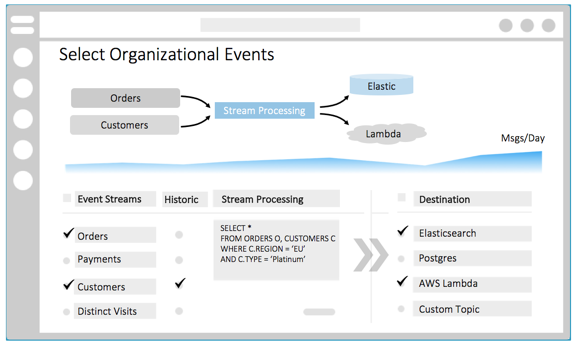 Select Organizational Events
Orders
Customers
Stream Processing
Elastic
Lambda
Msgs/Day
Event Streams
Historic
Stream Processing
Destination
Orders
Payments
Customers
Distinct Visits
SELECT *
FROM ORDERS O, CUSTOMERS C
WHERE C.REGION = ‘EU’
AND C.TYPE = ‘Platinum’
Elasticsearch
Postgres
AWS Lambda
Custom Topic